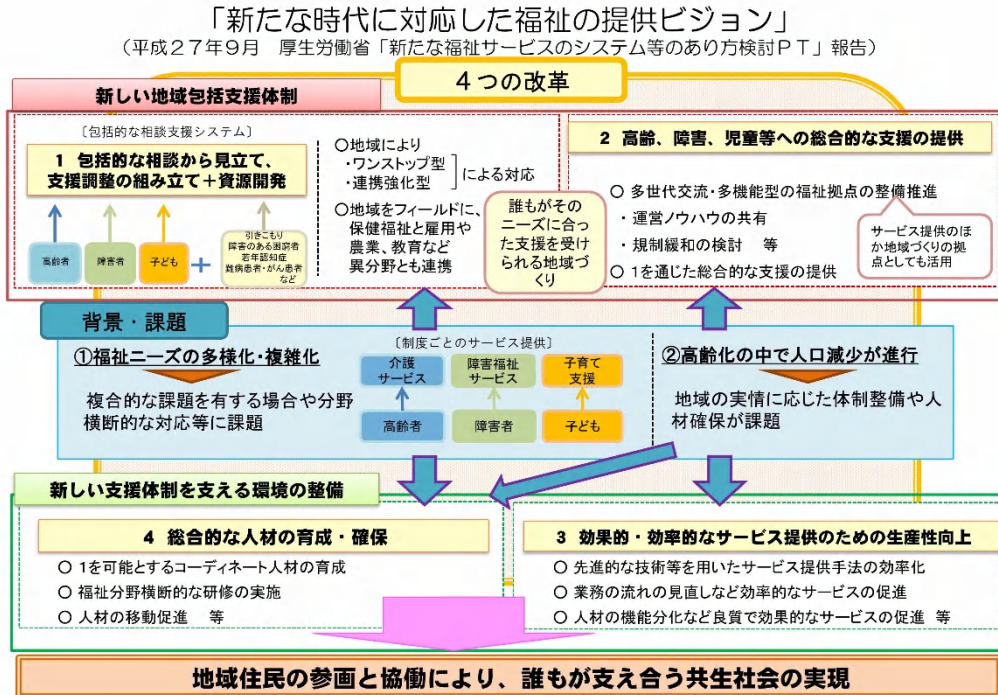 「新たな時代に対応した福祉の提供ビジョン」
（平成２７年９月　厚生労働省「新たな福祉サービスのシステム等のあり方検討ＰＴ」報告）
４つの改革
新しい地域包括支援体制
〔包括的な相談支援システム〕
1　包括的な相談から見立て、
支援調整の組み立て＋資源開発
高齢者
障害者
子ども
＋
引きこもり
障害のある困窮者
若年認知症
難病患者・がん患者
など
○地域により
・ワンストップ型
・連携強化型
による対応
○地域をフィールドに、
保健福祉と雇用や
農業、教育など
異分野とも連携
誰もがその
ニーズに合
った支援を受け
られる地域づ
くり
2　高齢、障害、児童等への総合的な支援の提供
○ 多世代交流・多機能型の福祉拠点の整備推進
・運営ノウハウの共有
・規制緩和の検討　等
○ 1を通じた総合的な支援の提供
サービス提供のほ
か地域づくりの拠
点としても活用
背景・課題
①福祉ニーズの多様化・複雑化
複合的な課題を有する場合や分野
横断的な対応等に課題
〔制度ごとのサービス提供〕
介護
サービス
障害福祉
サービス
子育て
支援
高齢者
障害者
子ども
②高齢化の中で人口減少が進行
地域の実情に応じた体制整備や人
材確保が課題
新しい支援体制を支える環境の整備
4　総合的な人材の育成・確保
○ 1を可能とするコーディネート人材の育成
○ 福祉分野横断的な研修の実施
○ 人材の移動促進　等
3　効果的・効率的なサービス提供のための生産性向上
○ 先進的な技術等を用いたサービス提供手法の効率化
○ 業務の流れの見直しなど効率的なサービスの促進
○ 人材の機能分化など良質で効果的なサービスの促進　等
地域住民の参画と協働により、誰もが支え合う共生社会の実現